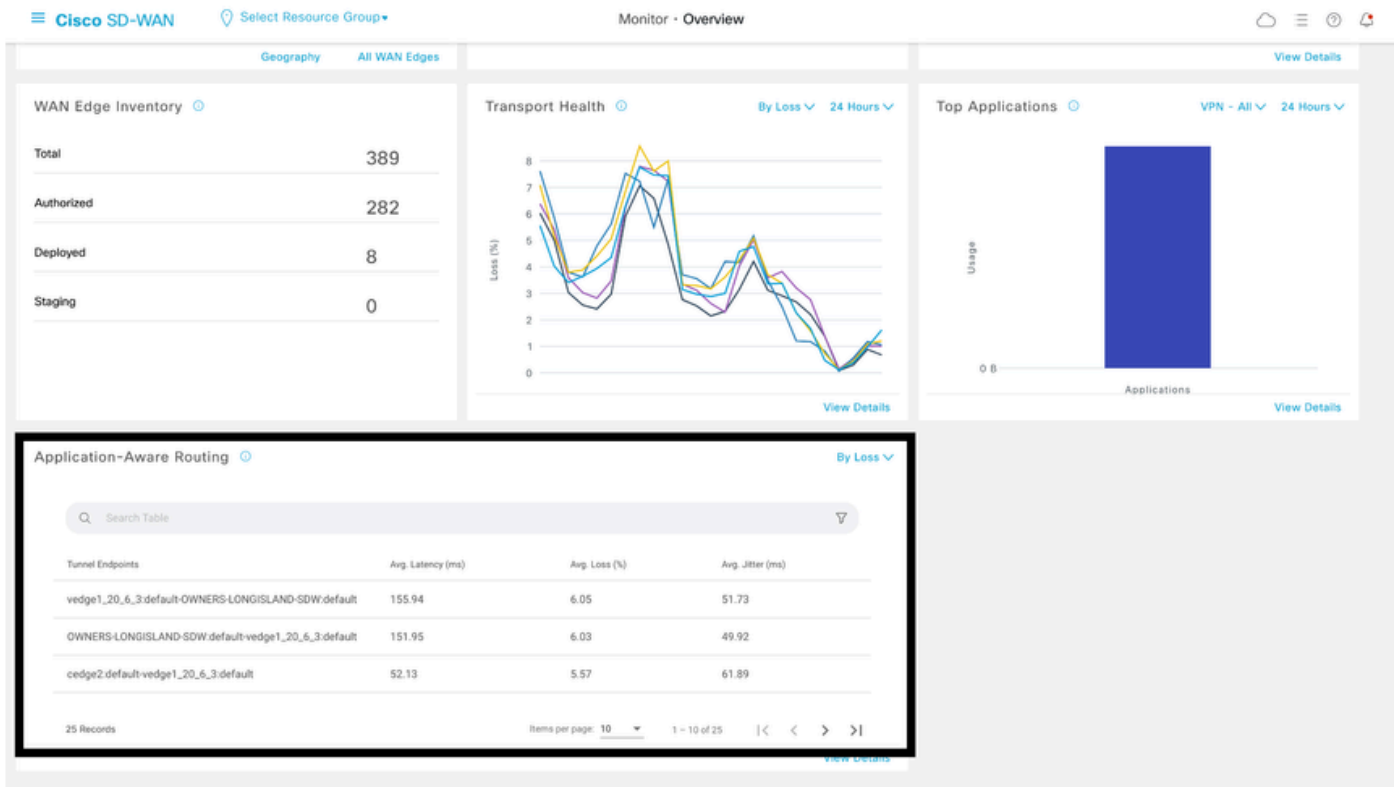 Cisco SD-WAN
Select Resource Group
Monitor · Overview
Geography All WAN Edges
View Details
WAN Edge Inventory
Total 389
Authorized 282
Deployed 8
Staging 0
Transport Health
By Loss 24 Hours
Loss (%)
8
7
6
5
4
3
2
1
0
View Details
Top Applications
VPN - All 24 Hours
Usage
0 B
Applications
View Details
Application-Aware Routing
By Loss
Search Table
Tunnel Endpoints Avg. Latency (ms) Avg. Loss (%) Avg. Jitter (ms)
vedge1_20_6_3:default-OWNERS-LONGISLAND-SDW:default 155.94 6.05 51.73
OWNERS-LONGISLAND-SDW:default-vedge1_20_6_3:default 151.95 6.03 49.92
cedge2:default-vedge1_20_6_3:default 52.13 5.57 61.89
25 Records
Items per page: 10
1 – 10 of 25
View Details